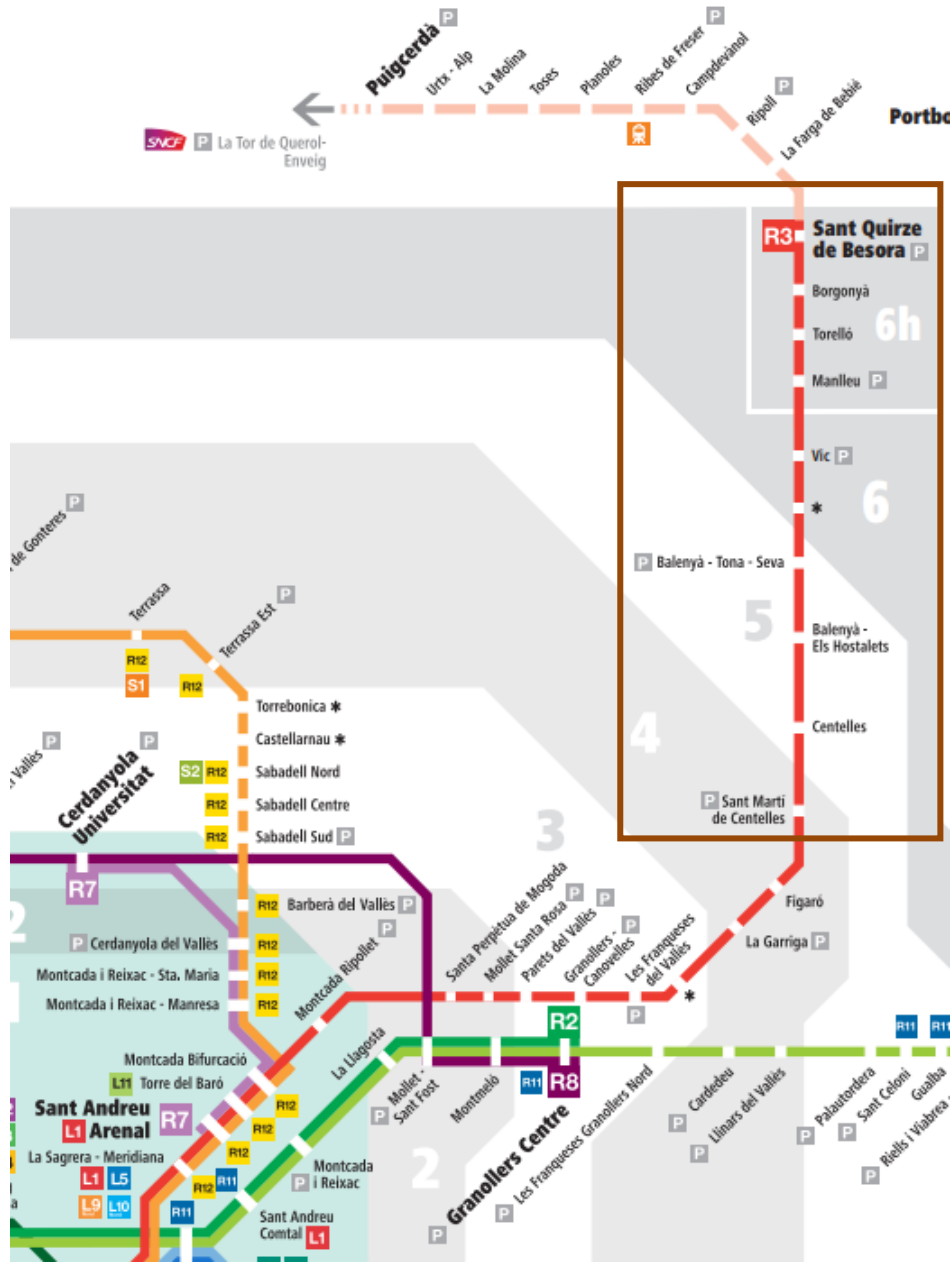 Puigcerdà P
Urtx - Alp
La Molina
Toses
Planoles
Ribes de Freser P
Campdevànol
Ripoll P
La Farga de Bebié
Portbo
SNCF P La Tor de Querol-
Enveig
R3 Sant Quirze
de Besora P
Borgonyà
6h
Torelló
Manlleu P
Vic P
6
*
P Balenyà - Tona - Seva
5
Balenyà -
Els Hostalets
Centelles
4
P Sant Martí
de Centelles
3
Figaró
La Garriga P
de Gonteres P
Terrassa
R12
S1
Terrassa Est P
R12
Torrebonica *
Castellarnau *
S2 R12 Sabadell Nord
R12 Sabadell Centre
R12 Sabadell Sud P
Vallès P
Cerdanyola
Universitat P
R7
2
R12 Barberà del Vallès P
P Cerdanyola del Vallès R12
Montcada i Reixac - Sta. Maria R12
Montcada i Reixac - Manresa R12
1
Montcada Ripollet P
Santa Perpètua de Mogoda
Mollet Santa Rosa P
Parets del Vallès P
Granollers -
Canovelles
Les Franqueses
del Vallès
P
*
R2
R11 R8
Montcada Bifurcació
L11 Torre del Baró
Sant Andreu
L1 Arenal
R7
R12
R12
R12
La Sagrera - Meridiana
L1 L5
L9 L10
R12 R11
R11
La Llagosta
Mollet -
Sant Fost
P
Montmeló
Granollers Centre
P
Les Franqueses Granollers Nord
P
Cardedeu
P
Llinars del Vallès
P
Palautordera
P
Sant Celoni
P
R11
Gualba
R11
Riells i Viabrea -
P
2
Montcada
P i Reixac
Sant Andreu
Comtal L1